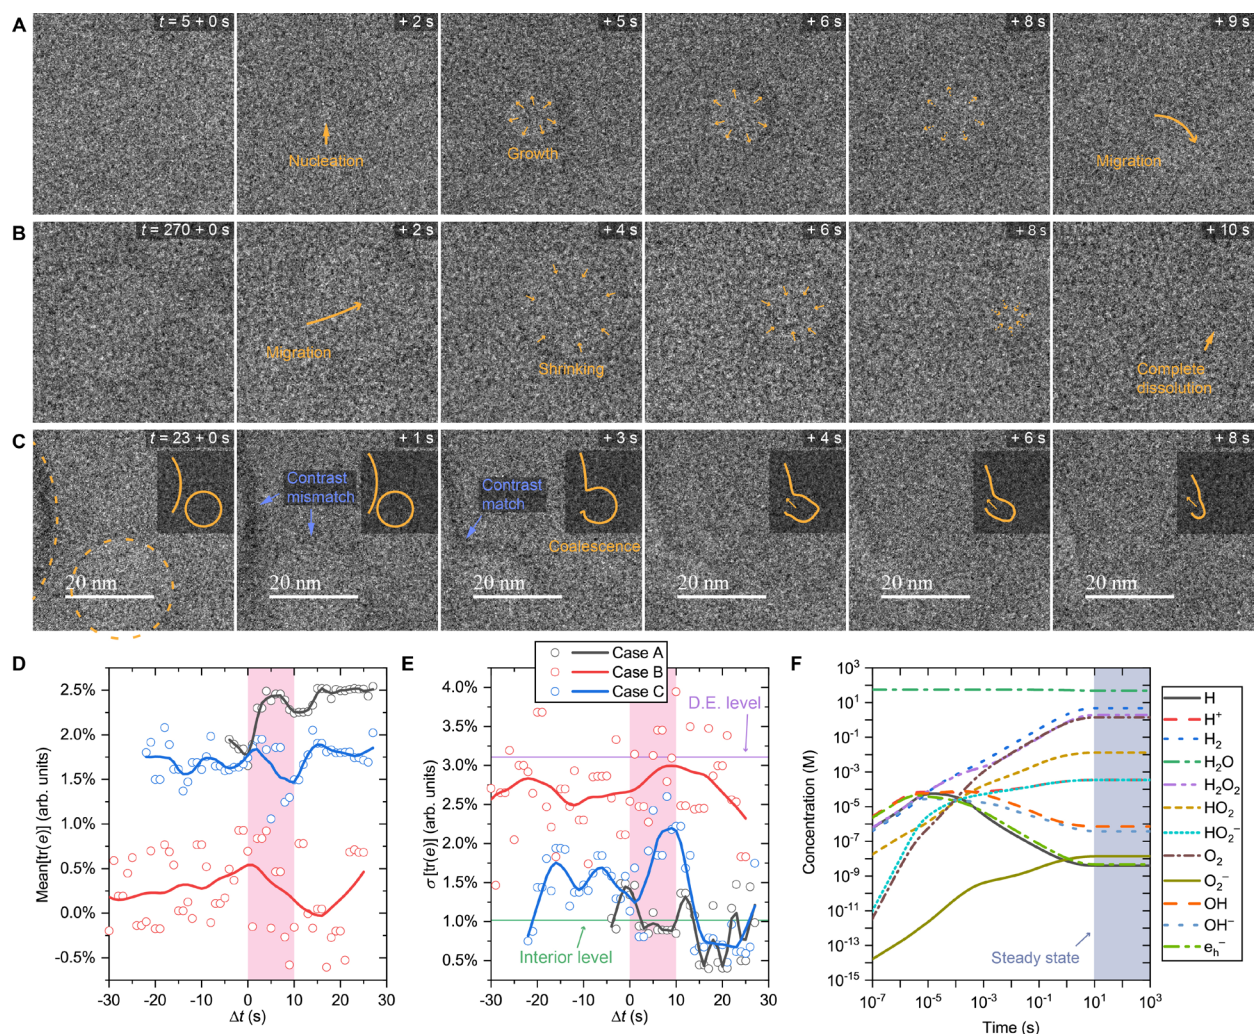 A
t = 5 + 0 s
+ 2 s
+ 5 s
+ 6 s
+ 8 s
+ 9 s
Nucleation
Growth
Migration
B
t = 270 + 0 s
+ 2 s
+ 4 s
+ 6 s
+ 8 s
+ 10 s
Migration
Shrinking
Complete
dissolution
C
t = 23 + 0 s
+ 1 s
+ 3 s
+ 4 s
+ 6 s
+ 8 s
Contrast
mismatch
Contrast
match
Coalescence
20 nm
20 nm
20 nm
20 nm
20 nm
20 nm
D
Mean[tr(e)] (arb. units)
2.5%
2.0%
1.5%
1.0%
0.5%
0.0%
-0.5%
-30 -20 -10 0 10 20 30
Δt (s)
E
Case A
Case B
Case C
σ [tr(e)] (arb. units)
4.0%
3.5%
3.0%
2.5%
2.0%
1.5%
1.0%
0.5%
D.E. level
Interior level
-30 -20 -10 0 10 20 30
Δt (s)
F
Concentration (M)
10³
10¹
10⁻¹
10⁻³
10⁻⁵
10⁻⁷
10⁻⁹
10⁻¹¹
10⁻¹³
10⁻¹⁵
Steady state
10⁻⁷ 10⁻⁵ 10⁻³ 10⁻¹ 10¹ 10³
Time (s)
H
H⁺
H₂
H₂O
H₂O₂
HO₂
HO₂⁻
O₂
O₂⁻
OH
OH⁻
eₕ⁻